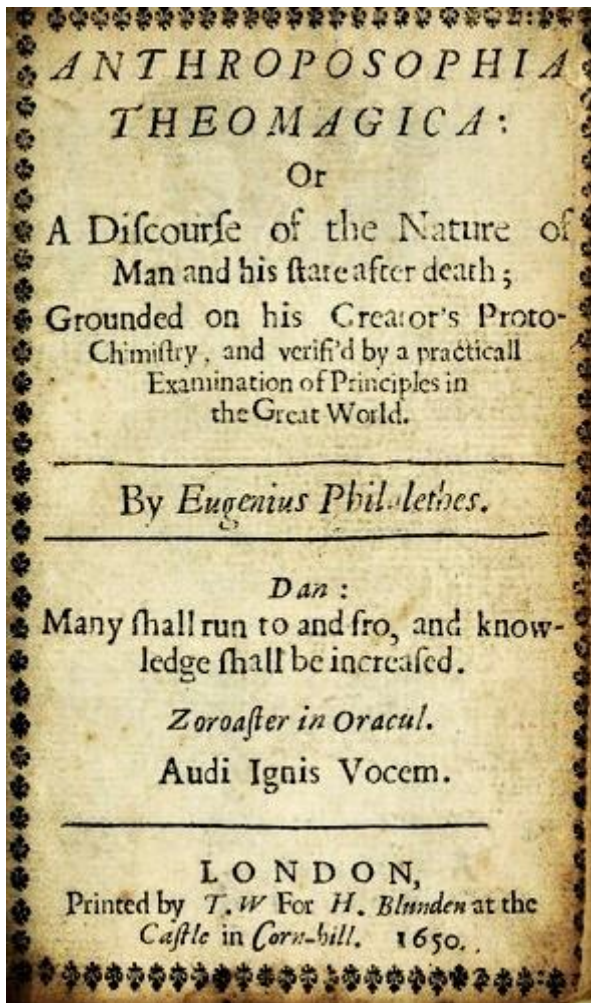 ANTHROPOSOPHIA
THEOMAGICA:
Or
A Diſcourſe of the Nature of
Man and his ſtate after death;
Grounded on his Creator's Proto-
Chimiſtry, and verifi'd by a practicall
Examination of Principles in
the Great World.
By Eugenius Philalethes.
Dan:
Many ſhall run to and fro, and know-
ledge ſhall be increaſed.
Zoroaſter in Oracul.
Audi Ignis Vocem.
LONDON,
Printed by T.W For H. Blunden at the
Caſtle in Corn-hill. 1650.